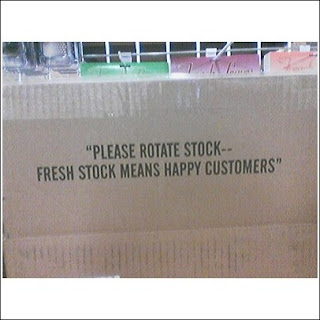 “PLEASE ROTATE STOCK--
FRESH STOCK MEANS HAPPY CUSTOMERS”